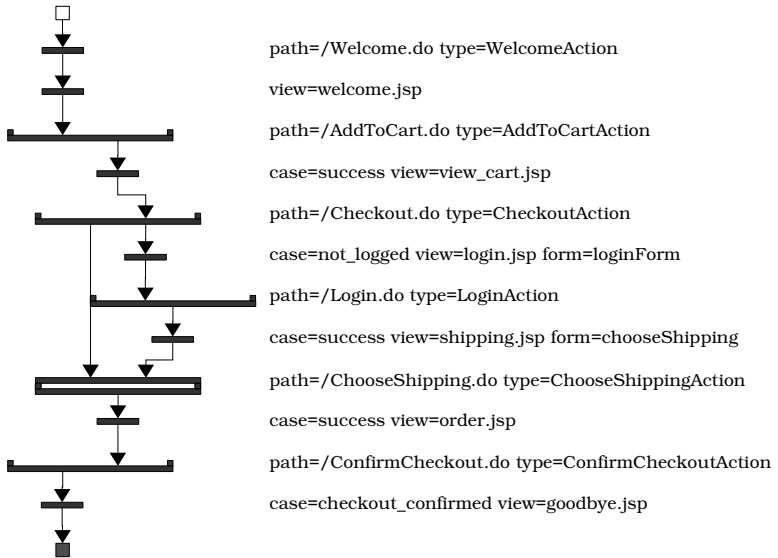 path=/Welcome.do type=WelcomeAction
view=welcome.jsp
path=/AddToCart.do type=AddToCartAction
case=success view=view_cart.jsp
path=/Checkout.do type=CheckoutAction
case=not_logged view=login.jsp form=loginForm
path=/Login.do type=LoginAction
case=success view=shipping.jsp form=chooseShipping
path=/ChooseShipping.do type=ChooseShippingAction
case=success view=order.jsp
path=/ConfirmCheckout.do type=ConfirmCheckoutAction
case=checkout_confirmed view=goodbye.jsp